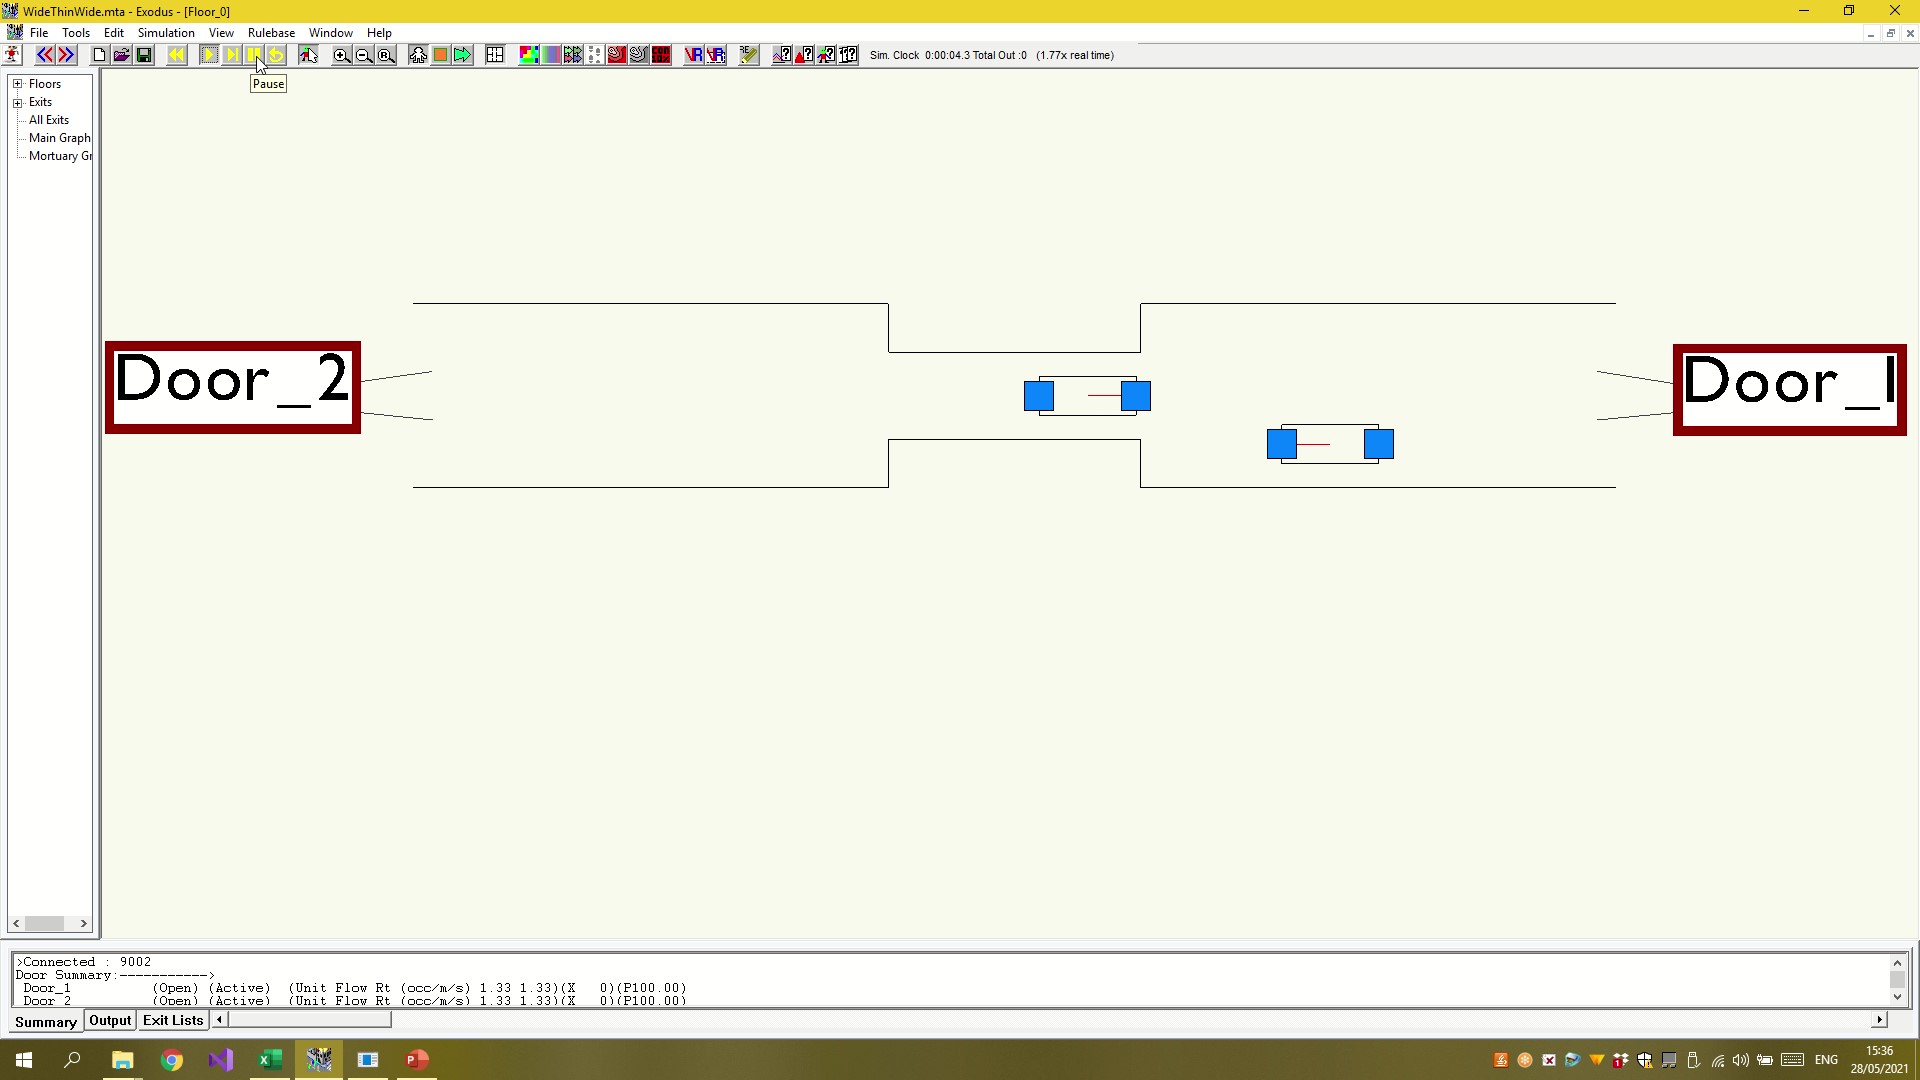 WideThinWide.mta - Exodus - [Floor_0]
File Tools Edit Simulation View Rulebase Window Help
Sim. Clock 0:00:04.3 Total Out :0 (1.77x real time)
Pause
Floors
Exits
All Exits
Main Graph
Mortuary Gr
Door_2
Door_1
>Connected : 9002
Door Summary:----------->
Door_1 (Open) (Active) (Unit Flow Rt (occ/m/s) 1.33 1.33)(X 0)(P100.00)
Door_2 (Open) (Active) (Unit Flow Rt (occ/m/s) 1.33 1.33)(X 0)(P100.00)
Summary Output Exit Lists
ENG
15:36
28/05/2021